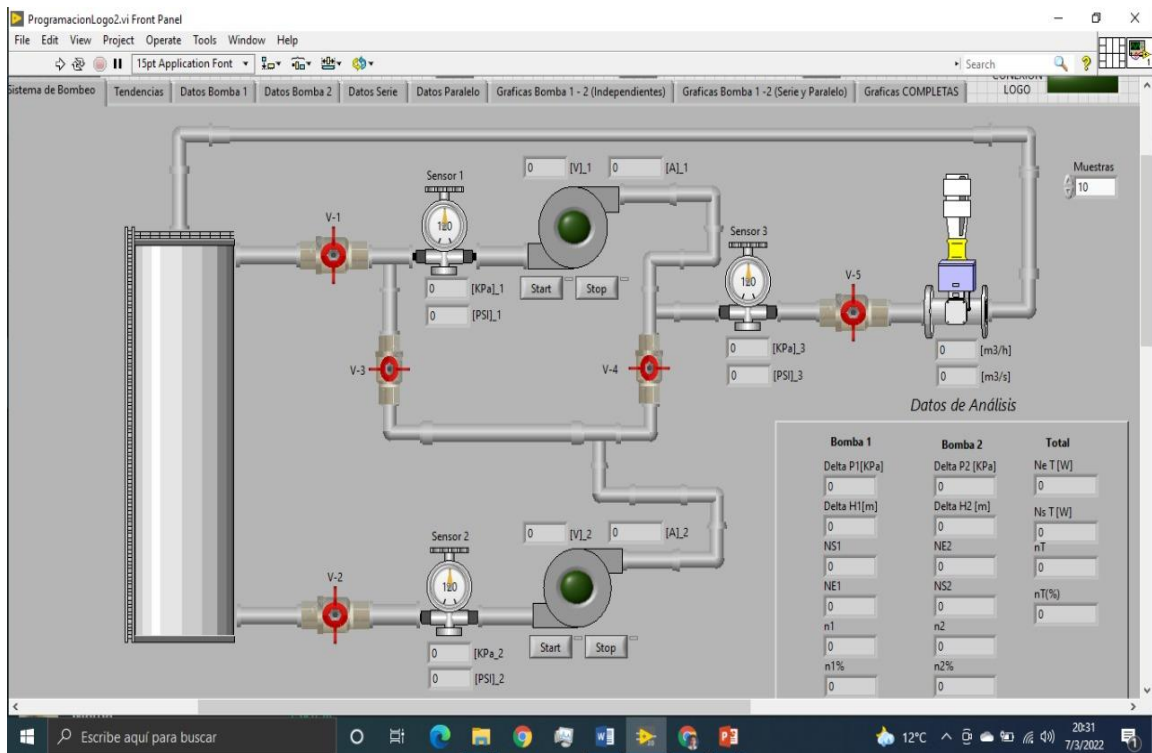 ProgramacionLogo2.vi Front Panel
File Edit View Project Operate Tools Window Help
15pt Application Font
Search
Sistema de Bombeo
Tendencias
Datos Bomba 1
Datos Bomba 2
Datos Serie
Datos Paralelo
Graficas Bomba 1 - 2 (Independientes)
Graficas Bomba 1 -2 (Serie y Paralelo)
Graficas COMPLETAS
LOGO
Muestras
10
Sensor 1
120
0 [KPa]_1
0 [PSI]_1
V-1
0 [V]_1
0 [A]_1
Start Stop
Sensor 3
120
0 [KPa]_3
0 [PSI]_3
V-5
0 [m3/h]
0 [m3/s]
V-3
V-4
Sensor 2
120
0 [KPa_2
0 [PSI]_2
V-2
0 [V]_2
0 [A]_2
Start Stop
Datos de Análisis
Bomba 1 Bomba 2 Total
Delta P1[KPa] Delta P2 [KPa] Ne T [W]
0 0 0
Delta H1[m] Delta H2 [m] Ns T [W]
0 0 0
NS1 NE2 nT
0 0 0
NE1 NS2 nT(%)
0 0 0
n1 n2
0 0
n1% n2%
0 0
Escribe aquí para buscar
12°C
20:31
7/3/2022